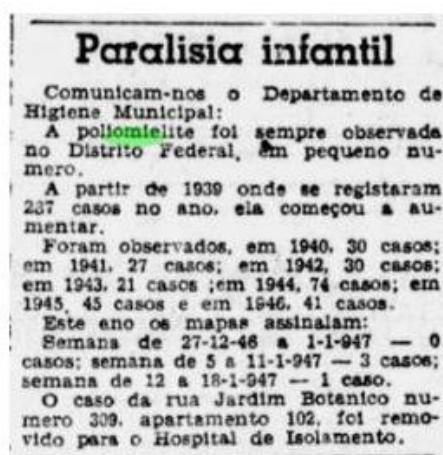 Paralisia infantil
Comunicam-nos o Departamento de
Higiene Municipal:
A poliomielite foi sempre observada
no Distrito Federal, em pequeno nu-
mero.
A partir de 1939 onde se registaram
237 casos no ano, ela começou a au-
mentar.
Foram observados, em 1940, 30 casos;
em 1941, 27 casos; em 1942, 30 casos;
em 1943, 21 casos ;em 1944, 74 casos; em
1945, 45 casos e em 1946, 41 casos.
Este ano os mapas assinalam:
Semana de 27-12-46 a 1-1-947 — 0
casos; semana de 5 a 11-1-947 — 3 casos;
semana de 12 a 18-1-947 — 1 caso.
O caso da rua Jardim Botanico nu-
mero 309, apartamento 102, foi remo-
vido para o Hospital de Isolamento.